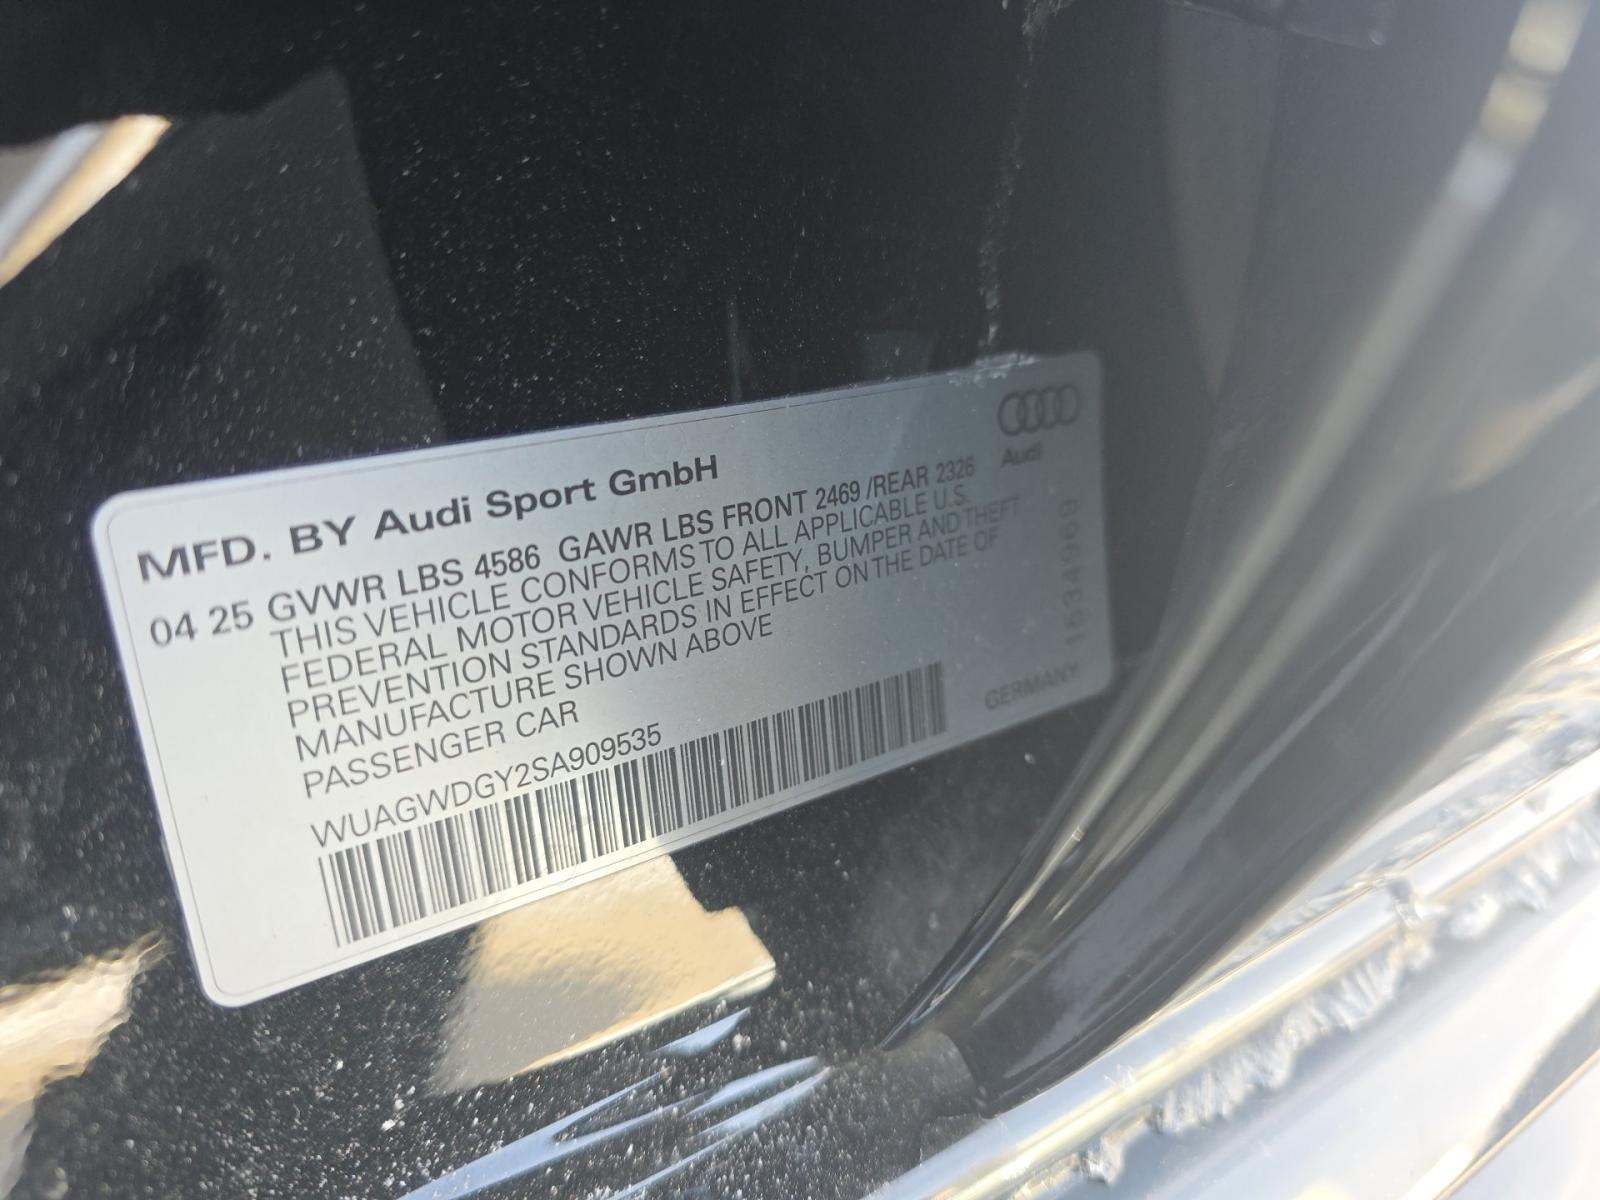 MFD. BY Audi Sport GmbH
04 25 GVWR LBS 4586 GAWR LBS FRONT 2469 /REAR 2326
THIS VEHICLE CONFORMS TO ALL APPLICABLE U.S.
FEDERAL MOTOR VEHICLE SAFETY, BUMPER AND THEFT
PREVENTION STANDARDS IN EFFECT ON THE DATE OF
MANUFACTURE SHOWN ABOVE
PASSENGER CAR
WUAGWDGY2SA909535
Audi
GERMANY
15334969